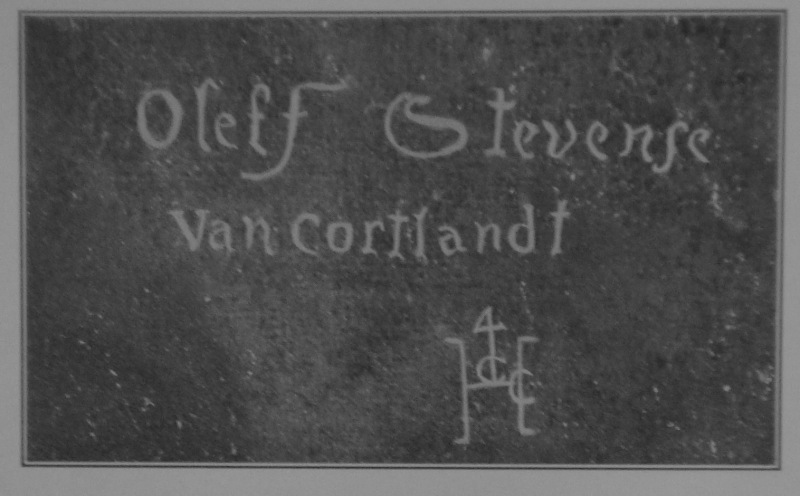 Oleff Stevense
van Cortlandt